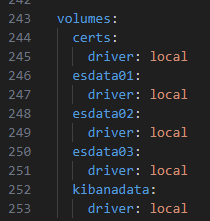 242
243 volumes:
244 certs:
245 driver: local
246 esdata01:
247 driver: local
248 esdata02:
249 driver: local
250 esdata03:
251 driver: local
252 kibanadata:
253 driver: local